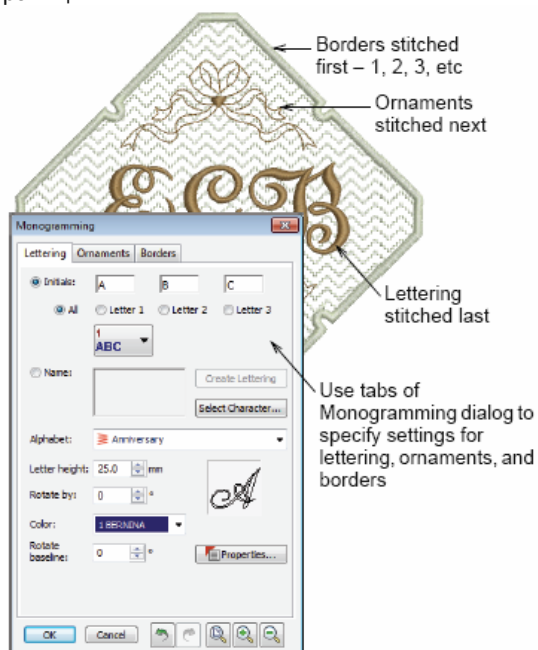 Borders stitched
first – 1, 2, 3, etc
Ornaments
stitched next
ECB
Lettering
stitched last
Use tabs of
Monogramming dialog to
specify settings for
lettering, ornaments, and
borders
Monogramming
Lettering Ornaments Borders
Initials: A B C
All Letter 1 Letter 2 Letter 3
1
ABC
Name: Create Lettering
Select Character...
Alphabet: Anniversary
Letter height: 25.0 mm
A
Rotate by: 0 °
Color: 1 BERNINA
Rotate
baseline: 0 ° Properties...
OK Cancel